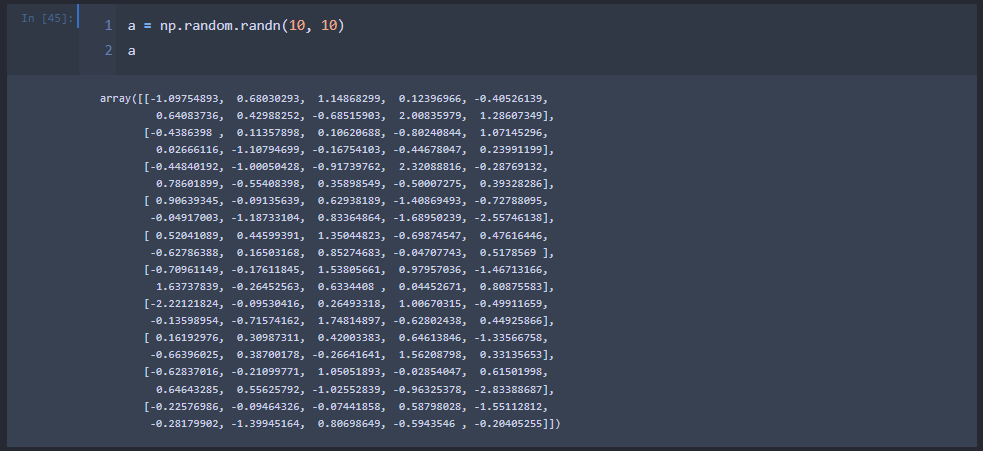 In [45]:
1 a = np.random.randn(10, 10)
2 a
array([[-1.09754893,  0.68030293,  1.14868299,  0.12396966, -0.40526139,
         0.64083736,  0.42988252, -0.68515903,  2.00835979,  1.28607349],
       [-0.4386398 ,  0.11357898,  0.10620688, -0.80240844,  1.07145296,
         0.02666116, -1.10794699, -0.16754103, -0.44678047,  0.23991199],
       [-0.44840192, -1.00050428, -0.91739762,  2.32088816, -0.28769132,
         0.78601899, -0.55408398,  0.35898549, -0.50007275,  0.39328286],
       [ 0.90639345, -0.09135639,  0.62938189, -1.40869493, -0.72788095,
        -0.04917003, -1.18733104,  0.83364864, -1.68950239, -2.55746138],
       [ 0.52041089,  0.44599391,  1.35044823, -0.69874547,  0.47616446,
        -0.62786388,  0.16503168,  0.85274683, -0.04707743,  0.5178569 ],
       [-0.70961149, -0.17611845,  1.53805661,  0.97957036, -1.46713166,
         1.63737839, -0.26452563,  0.6334408 ,  0.04452671,  0.80875583],
       [-2.22121824, -0.09530416,  0.26493318,  1.00670315, -0.49911659,
        -0.13598954, -0.71574162,  1.74814897, -0.62802438,  0.44925866],
       [ 0.16192976,  0.30987311,  0.42003383,  0.64613846, -1.33566758,
        -0.66396025,  0.38700178, -0.26641641,  1.56208798,  0.33135653],
       [-0.62837016, -0.21099771,  1.05051893, -0.02854047,  0.61501998,
         0.64643285,  0.55625792, -1.02552839, -0.96325378, -2.83388687],
       [-0.22576986, -0.09464326, -0.07441858,  0.58798028, -1.55112812,
        -0.28179902, -1.39945164,  0.80698649, -0.5943546 , -0.20405255]])